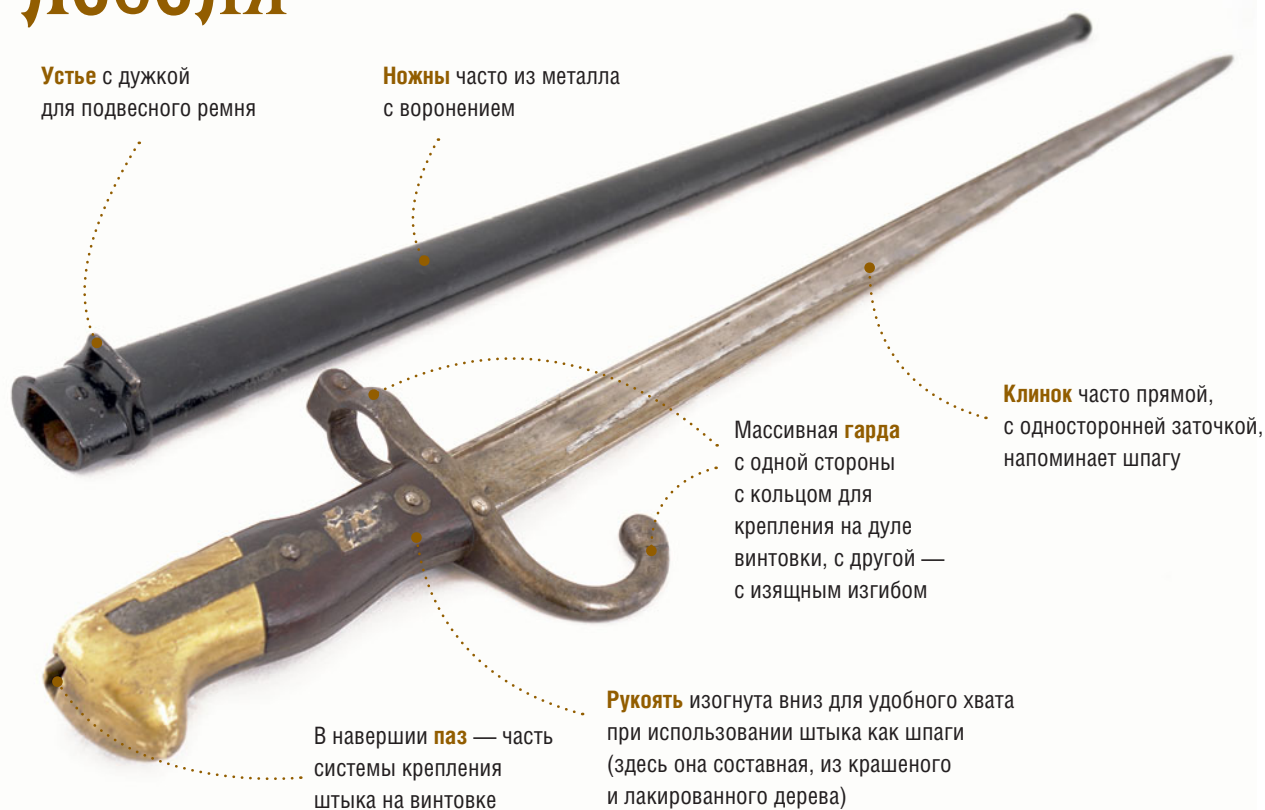 Устье с дужкой
для подвесного ремня
Ножны часто из металла
с воронением
Клинок часто прямой,
с односторонней заточкой,
напоминает шпагу
Массивная гарда
с одной стороны
с кольцом для
крепления на дуле
винтовки, с другой —
с изящным изгибом
Рукоять изогнута вниз для удобного хвата
при использовании штыка как шпаги
(здесь она составная, из крашеного
и лакированного дерева)
В навершии паз — часть
системы крепления
штыка на винтовке